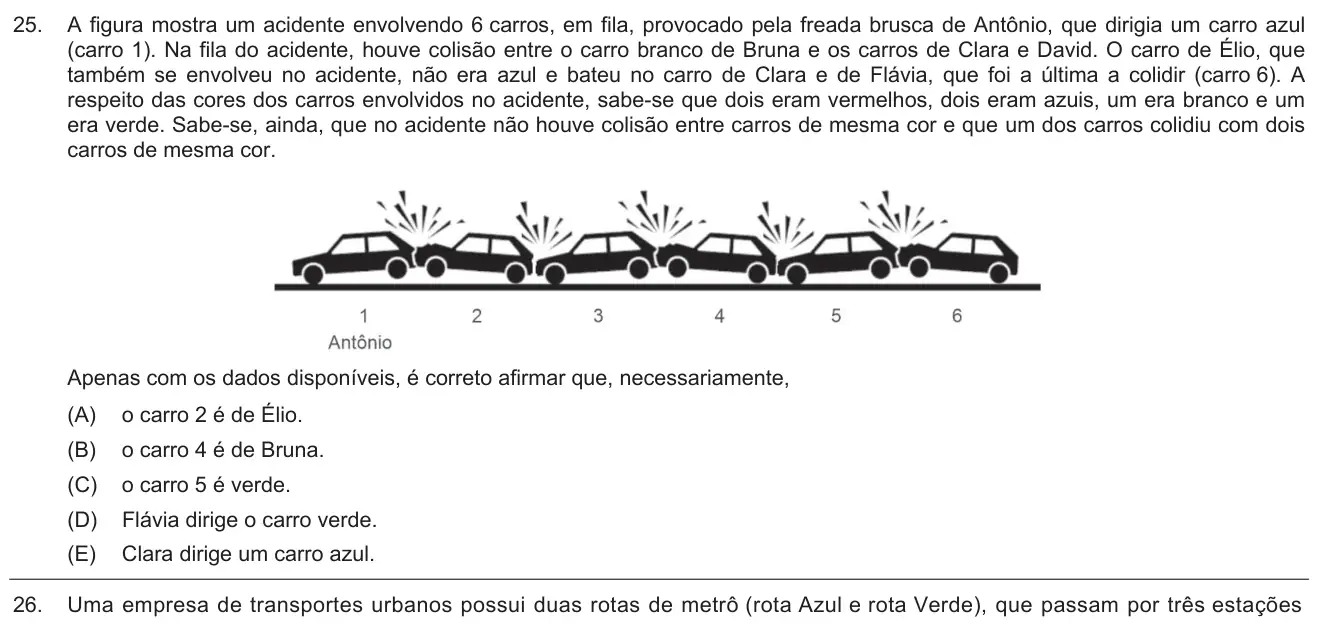 25. A figura mostra um acidente envolvendo 6 carros, em fila, provocado pela freada brusca de Antônio, que dirigia um carro azul
(carro 1). Na fila do acidente, houve colisão entre o carro branco de Bruna e os carros de Clara e David. O carro de Élio, que
também se envolveu no acidente, não era azul e bateu no carro de Clara e de Flávia, que foi a última a colidir (carro 6). A
respeito das cores dos carros envolvidos no acidente, sabe-se que dois eram vermelhos, dois eram azuis, um era branco e um
era verde. Sabe-se, ainda, que no acidente não houve colisão entre carros de mesma cor e que um dos carros colidiu com dois
carros de mesma cor.
1 2 3 4 5 6
Antônio
Apenas com os dados disponíveis, é correto afirmar que, necessariamente,
(A) o carro 2 é de Élio.
(B) o carro 4 é de Bruna.
(C) o carro 5 é verde.
(D) Flávia dirige o carro verde.
(E) Clara dirige um carro azul.
26. Uma empresa de transportes urbanos possui duas rotas de metrô (rota Azul e rota Verde), que passam por três estações